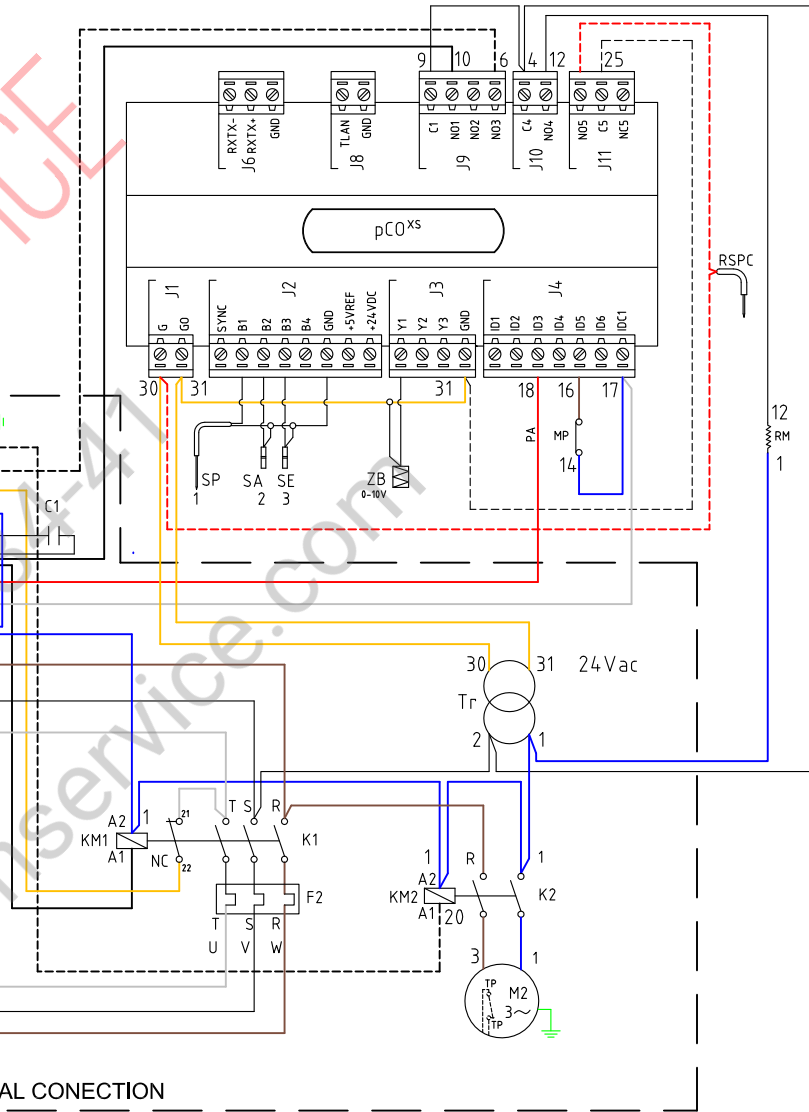 9 10 6 4 12 25
RXTX- RXTX+ GND
J6
TLAN GND
J8
C1 NO1 NO2 NO3
J9
C4 NO4
J10
NO5 C5 NC5
J11
pCOxs
RSPC
J1 J2 J3 J4
G G0 SYNC B1 B2 B3 B4 GND +5VREF +24VDC Y1 Y2 Y3 GND ID1 ID2 ID3 ID4 ID5 ID6 IDC1
30 31 31 18 16 17
PA
MP
14
12
RM
1
SP SA SE
1 2 3
ZB
0-10V
C1
34-41
nservice.com
30 31 24Vac
Tr
2 1
T S R
A2 1 21
KM1 K1
A1 NC 22
F2
T S R
U V W
1 R 1
A2
KM2 K2
A1 20
3 1
TP M2
3~
TP
AL CONECTION